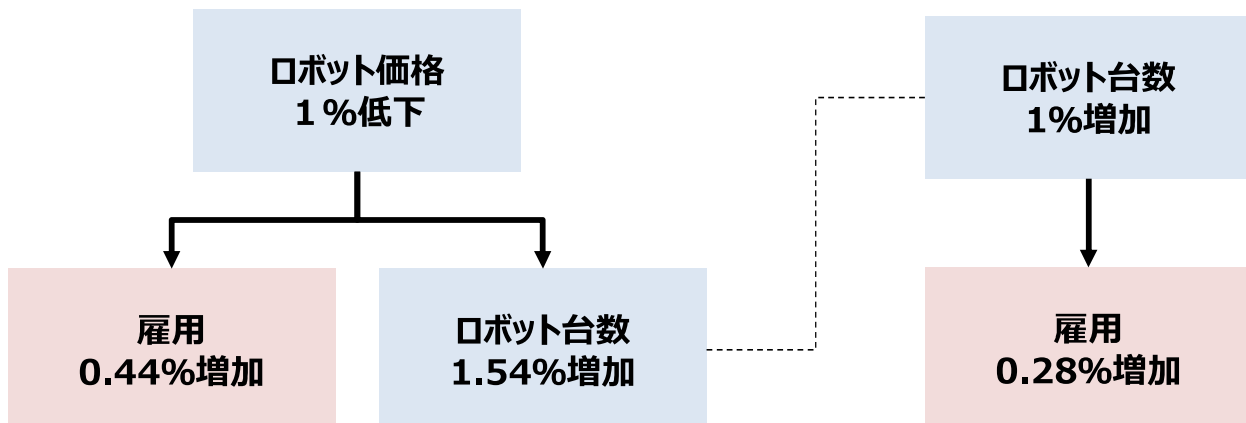 ロボット価格
１%低下
ロボット台数
1%増加
雇用
0.44%増加
ロボット台数
1.54%増加
雇用
0.28%増加